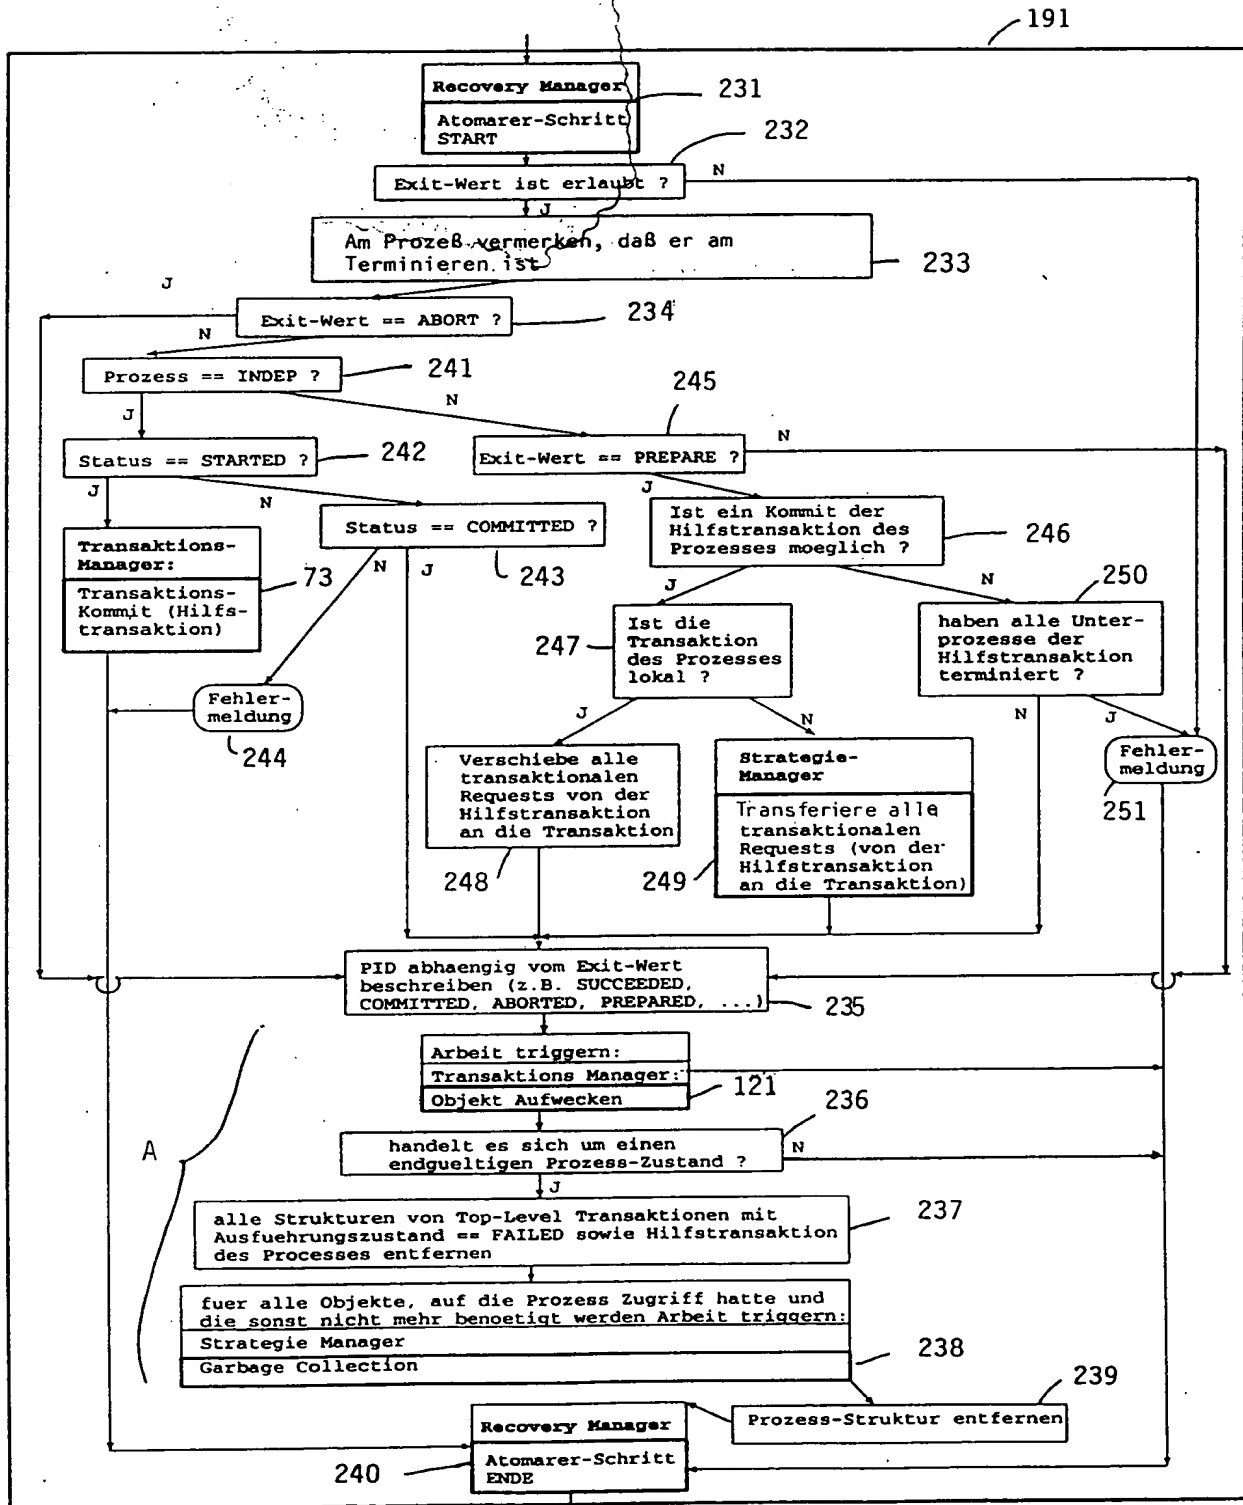 191
Recovery Manager
231
Atomarer-Schritt
START
232
Exit-Wert ist erlaubt ?
N
J
Am Prozeß vermerken, daß er am
Terminieren ist
233
J
Exit-Wert == ABORT ?
234
N
Prozess == INDEP ?
241
J
N
245
Status == STARTED ?
242
Exit-Wert == PREPARE ?
N
J
N
J
Status == COMMITTED ?
243
N
J
Ist ein Kommit der
Hilfstransaktion des
Prozesses moeglich ?
246
Transaktions-
Manager:
Transaktions-
Kommit (Hilfs-
transaktion)
73
J
N
250
Ist die
Transaktion
des Prozesses
lokal ?
247
haben alle Unter-
prozesse der
Hilfstransaktion
terminiert ?
Fehler-
meldung
244
J
N
N
J
Verschiebe alle
transaktionalen
Requests von der
Hilfstransaktion
an die Transaktion
248
Strategie-
Manager
Transferiere alle
transaktionalen
Requests (von der
Hilfstransaktion
an die Transaktion)
249
Fehler-
meldung
251
PID abhaengig vom Exit-Wert
beschreiben (z.B. SUCCEEDED,
COMMITTED, ABORTED, PREPARED, ...)
235
Arbeit triggern:
Transaktions Manager:
Objekt Aufwecken
121
236
A
handelt es sich um einen
endgueltigen Prozess-Zustand ?
N
J
alle Strukturen von Top-Level Transaktionen mit
Ausfuehrungszustand == FAILED sowie Hilfstransaktion
des Processes entfernen
237
fuer alle Objekte, auf die Prozess Zugriff hatte und
die sonst nicht mehr benoetigt werden Arbeit triggern:
Strategie Manager
Garbage Collection
238
239
Prozess-Struktur entfernen
Recovery Manager
Atomarer-Schritt
ENDE
240